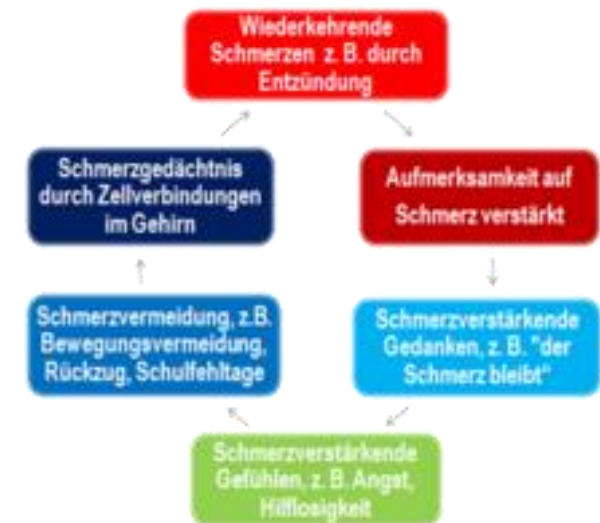 Wiederkehrende
Schmerzen z. B. durch
Entzündung
Aufmerksamkeit auf
Schmerz verstärkt
Schmerzverstärkende
Gedanken, z. B. "der
Schmerz bleibt"
Schmerzverstärkende
Gefühlen, z. B. Angst,
Hilflosigkeit
Schmerzvermeidung, z.B.
Bewegungsvermeidung,
Rückzug, Schulfehltage
Schmerzgedächtnis
durch Zellverbindungen
im Gehirn